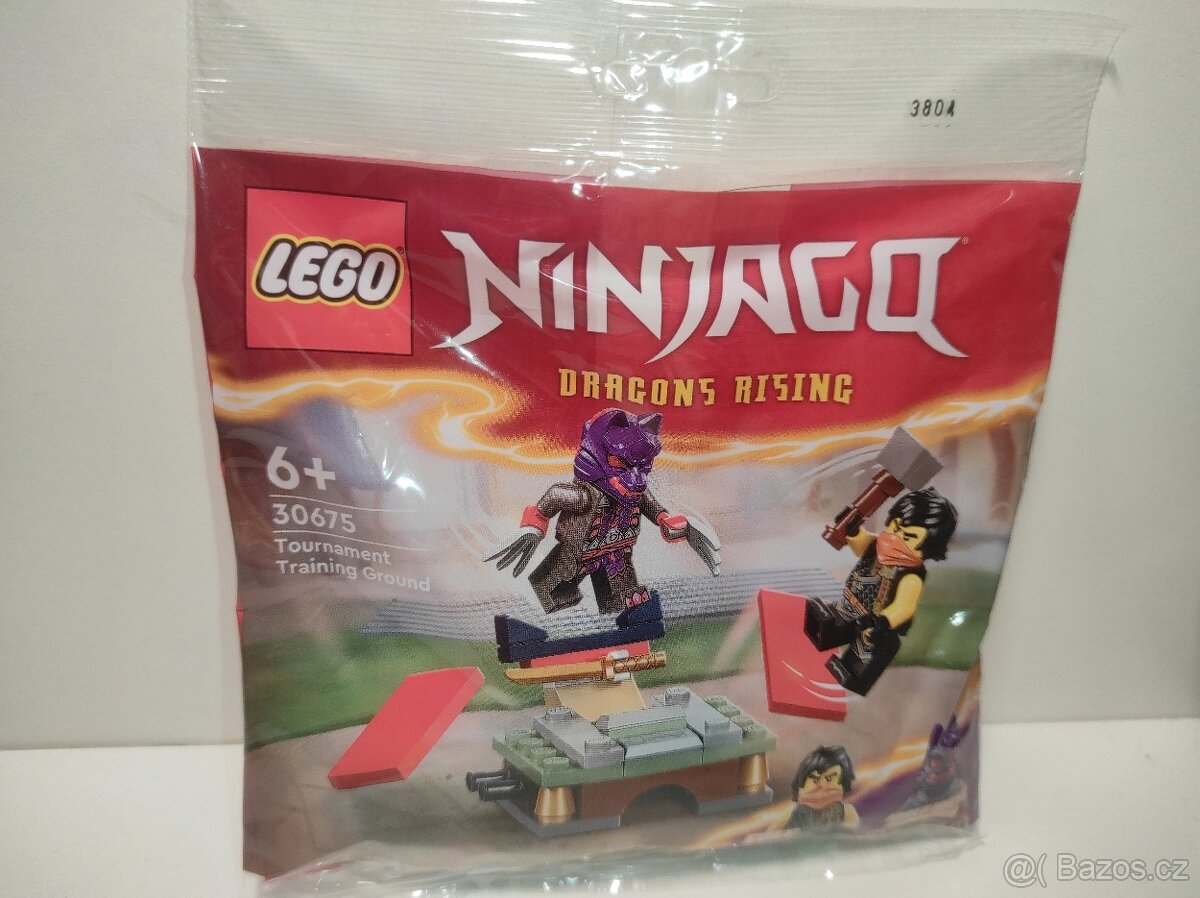 3804
LEGO®
NINJAGO®
DRAGONS RISING
6+
30675
Tournament
Training Ground
@( Bazos.cz